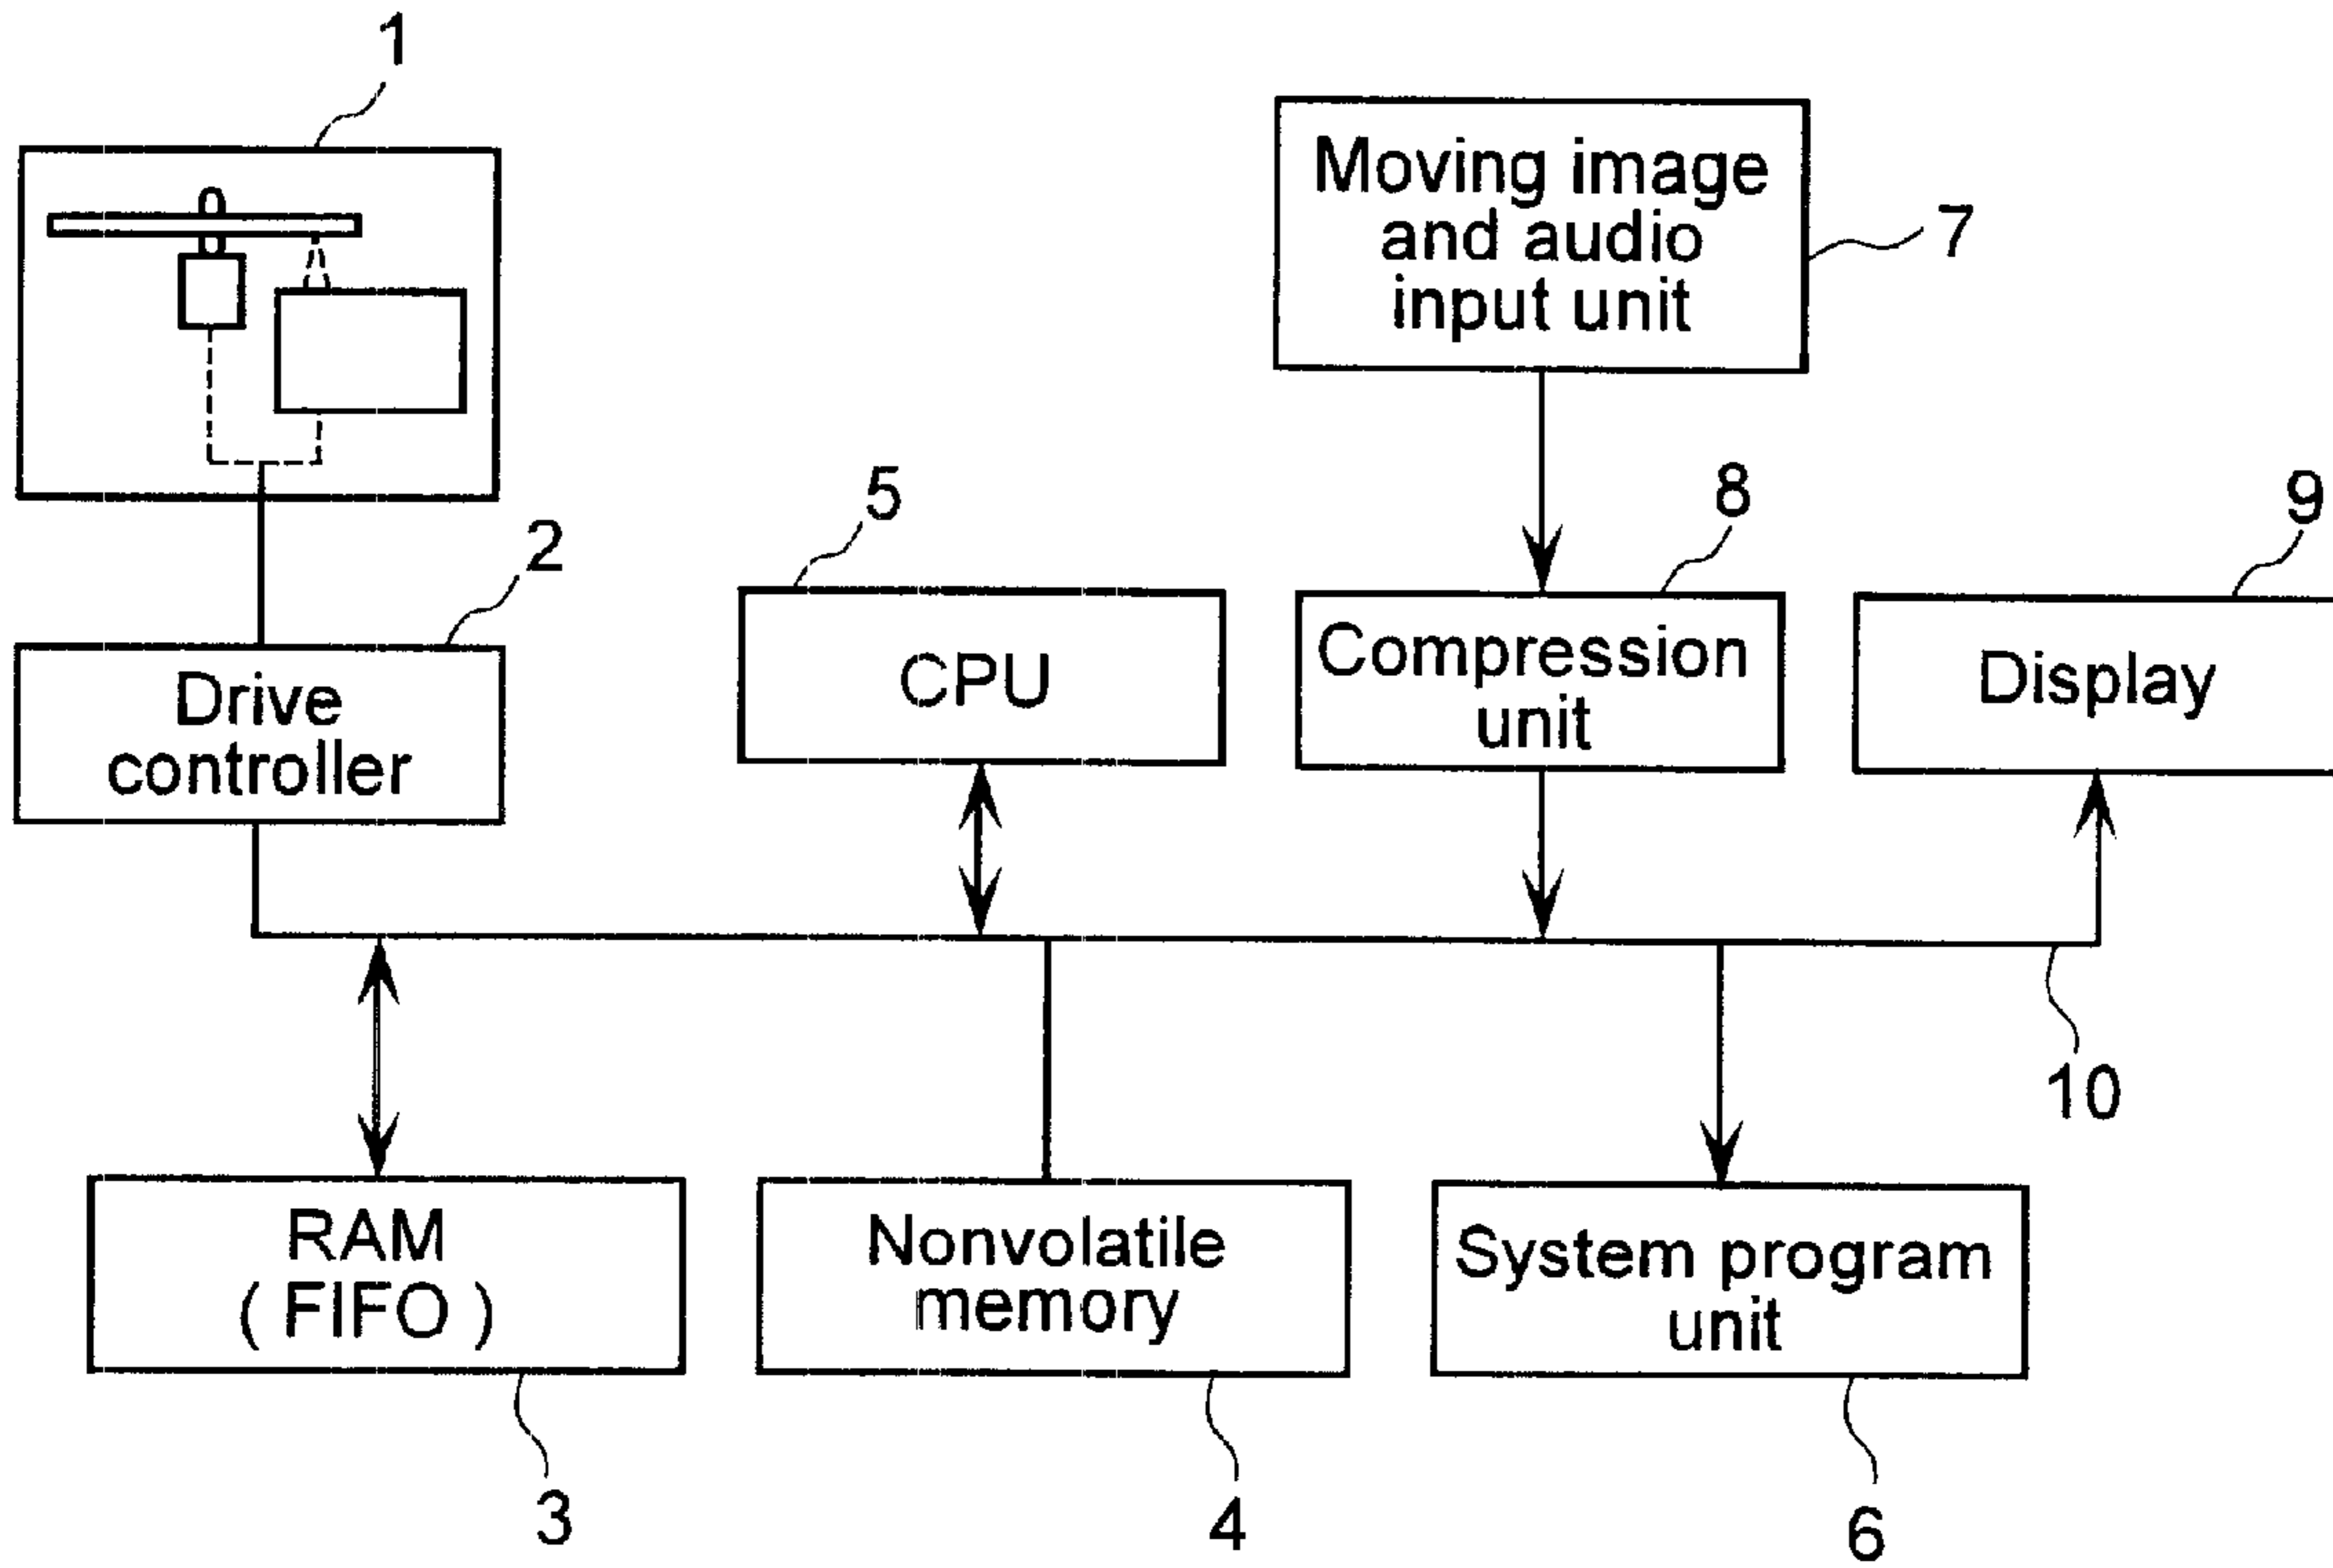 1
Moving image
and audio
input unit
7
5
8
9
2
CPU
Compression
unit
Display
Drive
controller
10
RAM
( FIFO )
Nonvolatile
memory
System program
unit
3
4
6